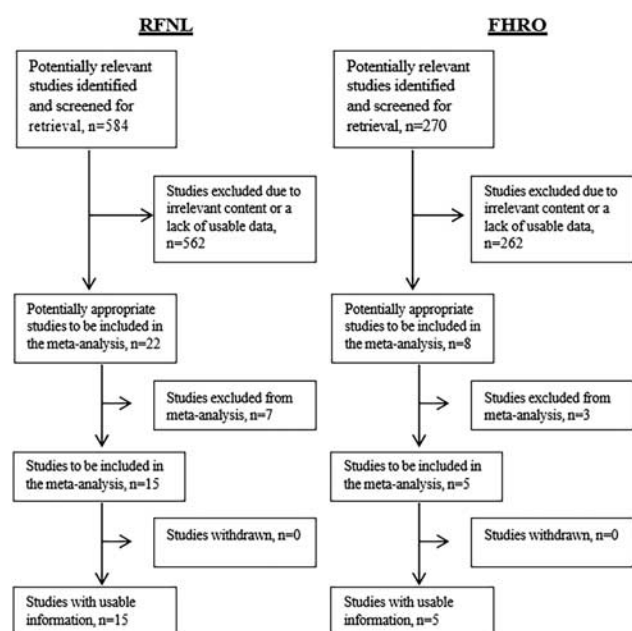 RFNL
Potentially relevant
studies identified
and screened for
retrieval, n=584
Studies excluded due to
irrelevant content or a
lack of usable data,
n=562
Potentially appropriate
studies to be included in
the meta-analysis, n=22
Studies excluded from
meta-analysis, n=7
Studies to be included in
the meta-analysis, n=15
Studies withdrawn, n=0
Studies with usable
information, n=15
FHRO
Potentially relevant
studies identified
and screened for
retrieval, n=270
Studies excluded due to
irrelevant content or a
lack of usable data,
n=262
Potentially appropriate
studies to be included in
the meta-analysis, n=8
Studies excluded from
meta-analysis, n=3
Studies to be included in
the meta-analysis, n=5
Studies withdrawn, n=0
Studies with usable
information, n=5